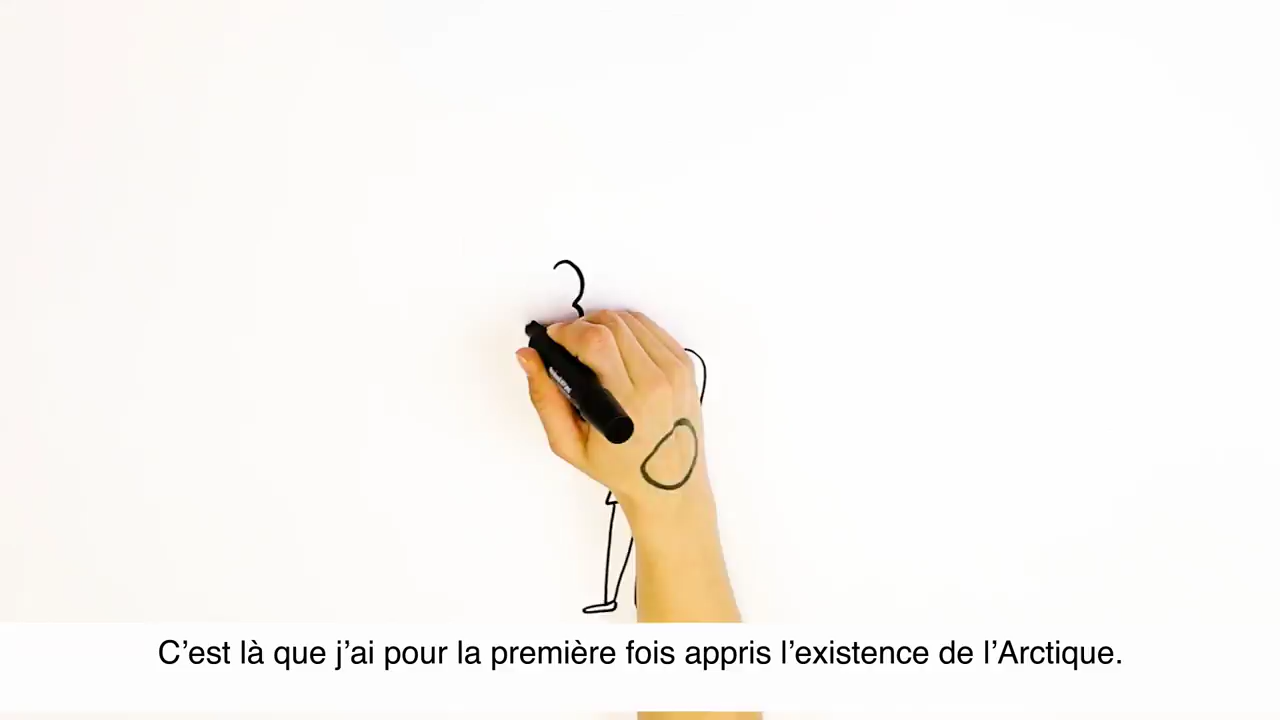 C’est là que j’ai pour la première fois appris l’existence de l’Arctique.